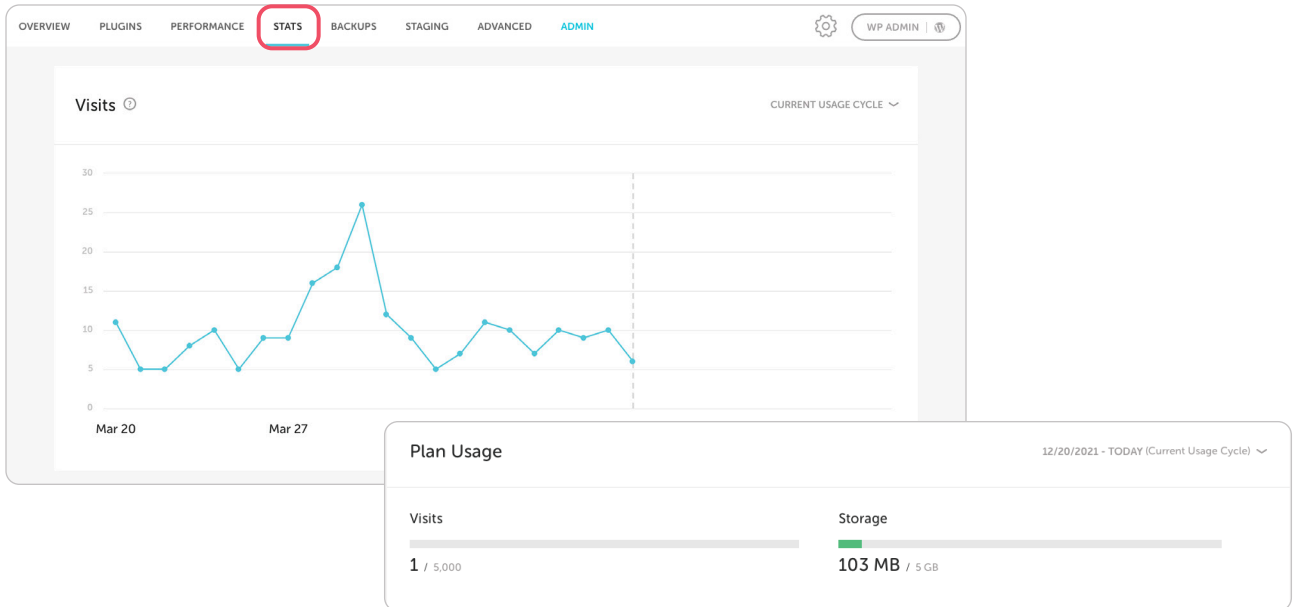 OVERVIEW PLUGINS PERFORMANCE STATS BACKUPS STAGING ADVANCED ADMIN WP ADMIN
Visits ?
CURRENT USAGE CYCLE
30
25
20
15
10
5
0
Mar 20 Mar 27
Plan Usage
12/20/2021 - TODAY (Current Usage Cycle)
Visits
1 / 5,000
Storage
103 MB / 5 GB